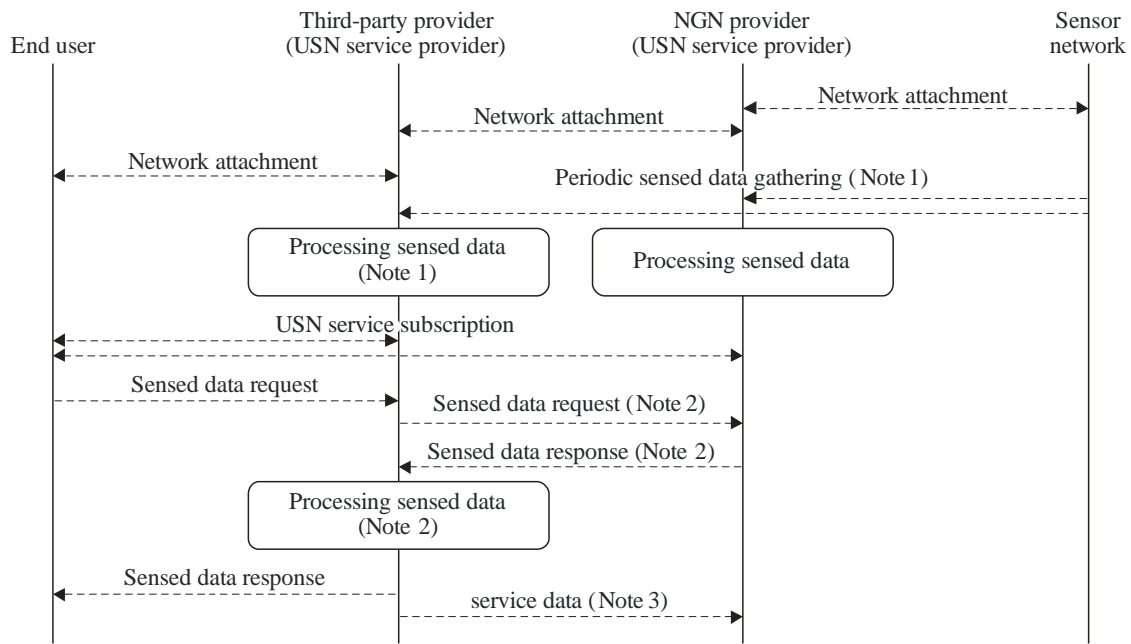 End user
Third-party provider
(USN service provider)
NGN provider
(USN service provider)
Sensor
network
Network attachment
Network attachment
Network attachment
Periodic sensed data gathering (Note 1)
Processing sensed data
(Note 1)
Processing sensed data
USN service subscription
Sensed data request
Sensed data request (Note 2)
Sensed data response (Note 2)
Processing sensed data
(Note 2)
Sensed data response
service data (Note 3)